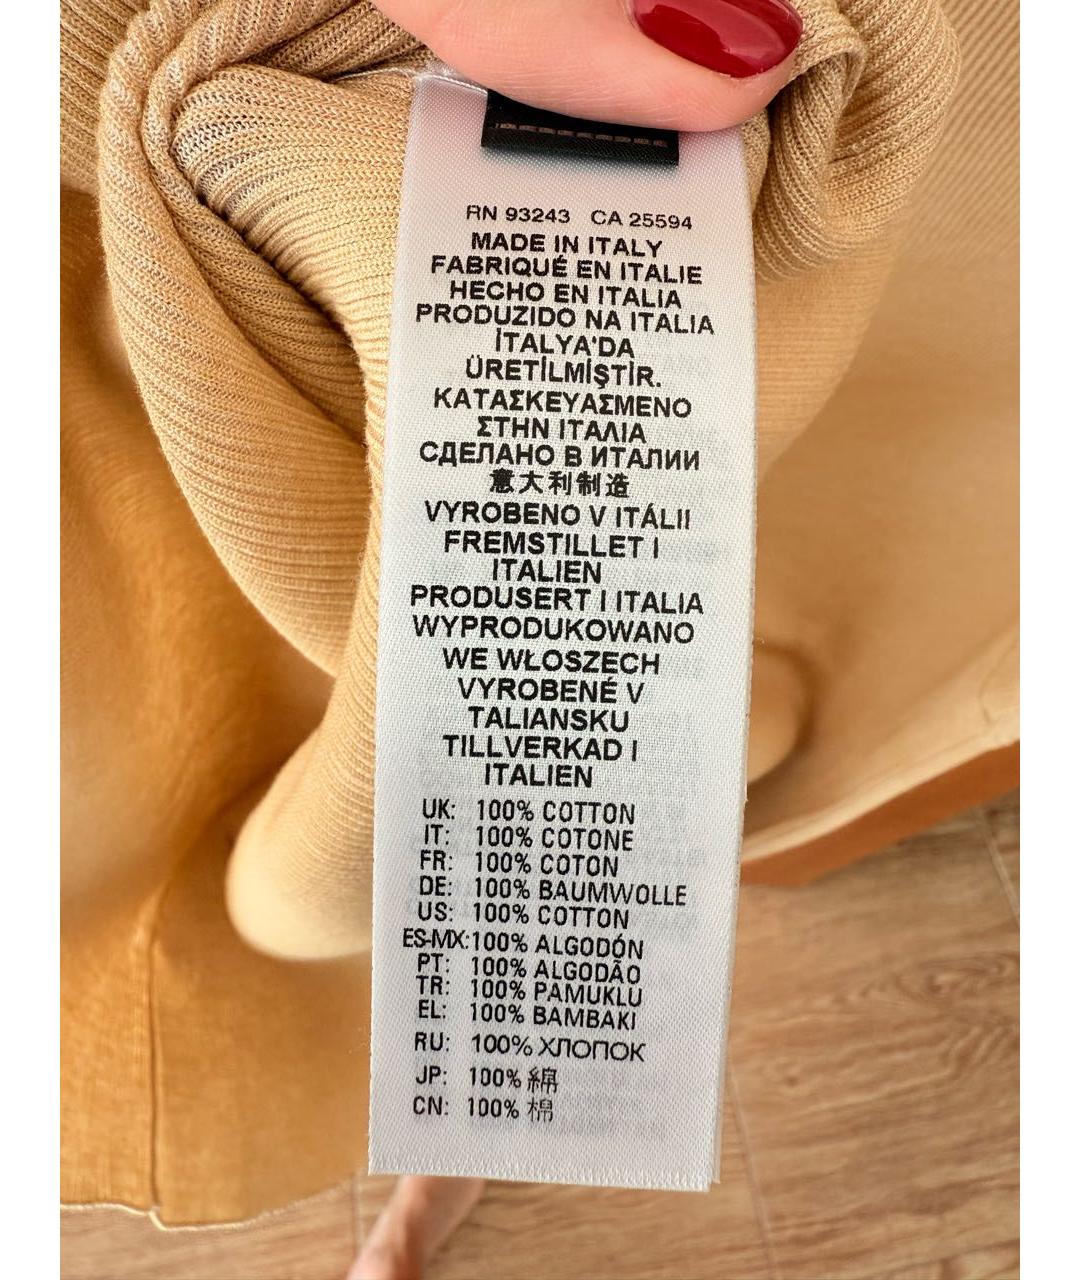 RN 93243 CA 25594
MADE IN ITALY
FABRIQUÉ EN ITALIE
HECHO EN ITALIA
PRODUZIDO NA ITALIA
İTALYA'DA
ÜRETİLMİŞTİR.
ΚΑΤΑΣΚΕΥΑΣΜΕΝΟ
ΣΤΗΝ ΙΤΑΛΙΑ
СДЕЛАНО В ИТАЛИИ
意大利制造
VYROBENO V ITÁLII
FREMSTILLET I
ITALIEN
PRODUSERT I ITALIA
WYPRODUKOWANO
WE WŁOSZECH
VYROBENÉ V
TALIANSKU
TILLVERKAD I
ITALIEN
UK: 100% COTTON
IT: 100% COTONE
FR: 100% COTON
DE: 100% BAUMWOLLE
US: 100% COTTON
ES-MX: 100% ALGODÓN
PT: 100% ALGODÃO
TR: 100% PAMUKLU
EL: 100% ΒΑΜΒΑΚΙ
RU: 100% ХЛОПОК
JP: 100% 綿
CN: 100% 棉